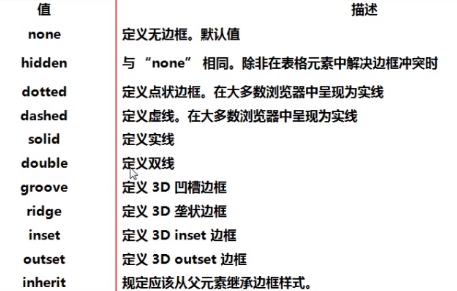 值 描述
none 定义无边框。默认值
hidden 与 “none” 相同。除非在表格元素中解决边框冲突时
dotted 定义点状边框。在大多数浏览器中呈现为实线
dashed 定义虚线。在大多数浏览器中呈现为实线
solid 定义实线
double 定义双线
groove 定义 3D 凹槽边框
ridge 定义 3D 垄状边框
inset 定义 3D inset 边框
outset 定义 3D outset 边框
inherit 规定应该从父元素继承边框样式。